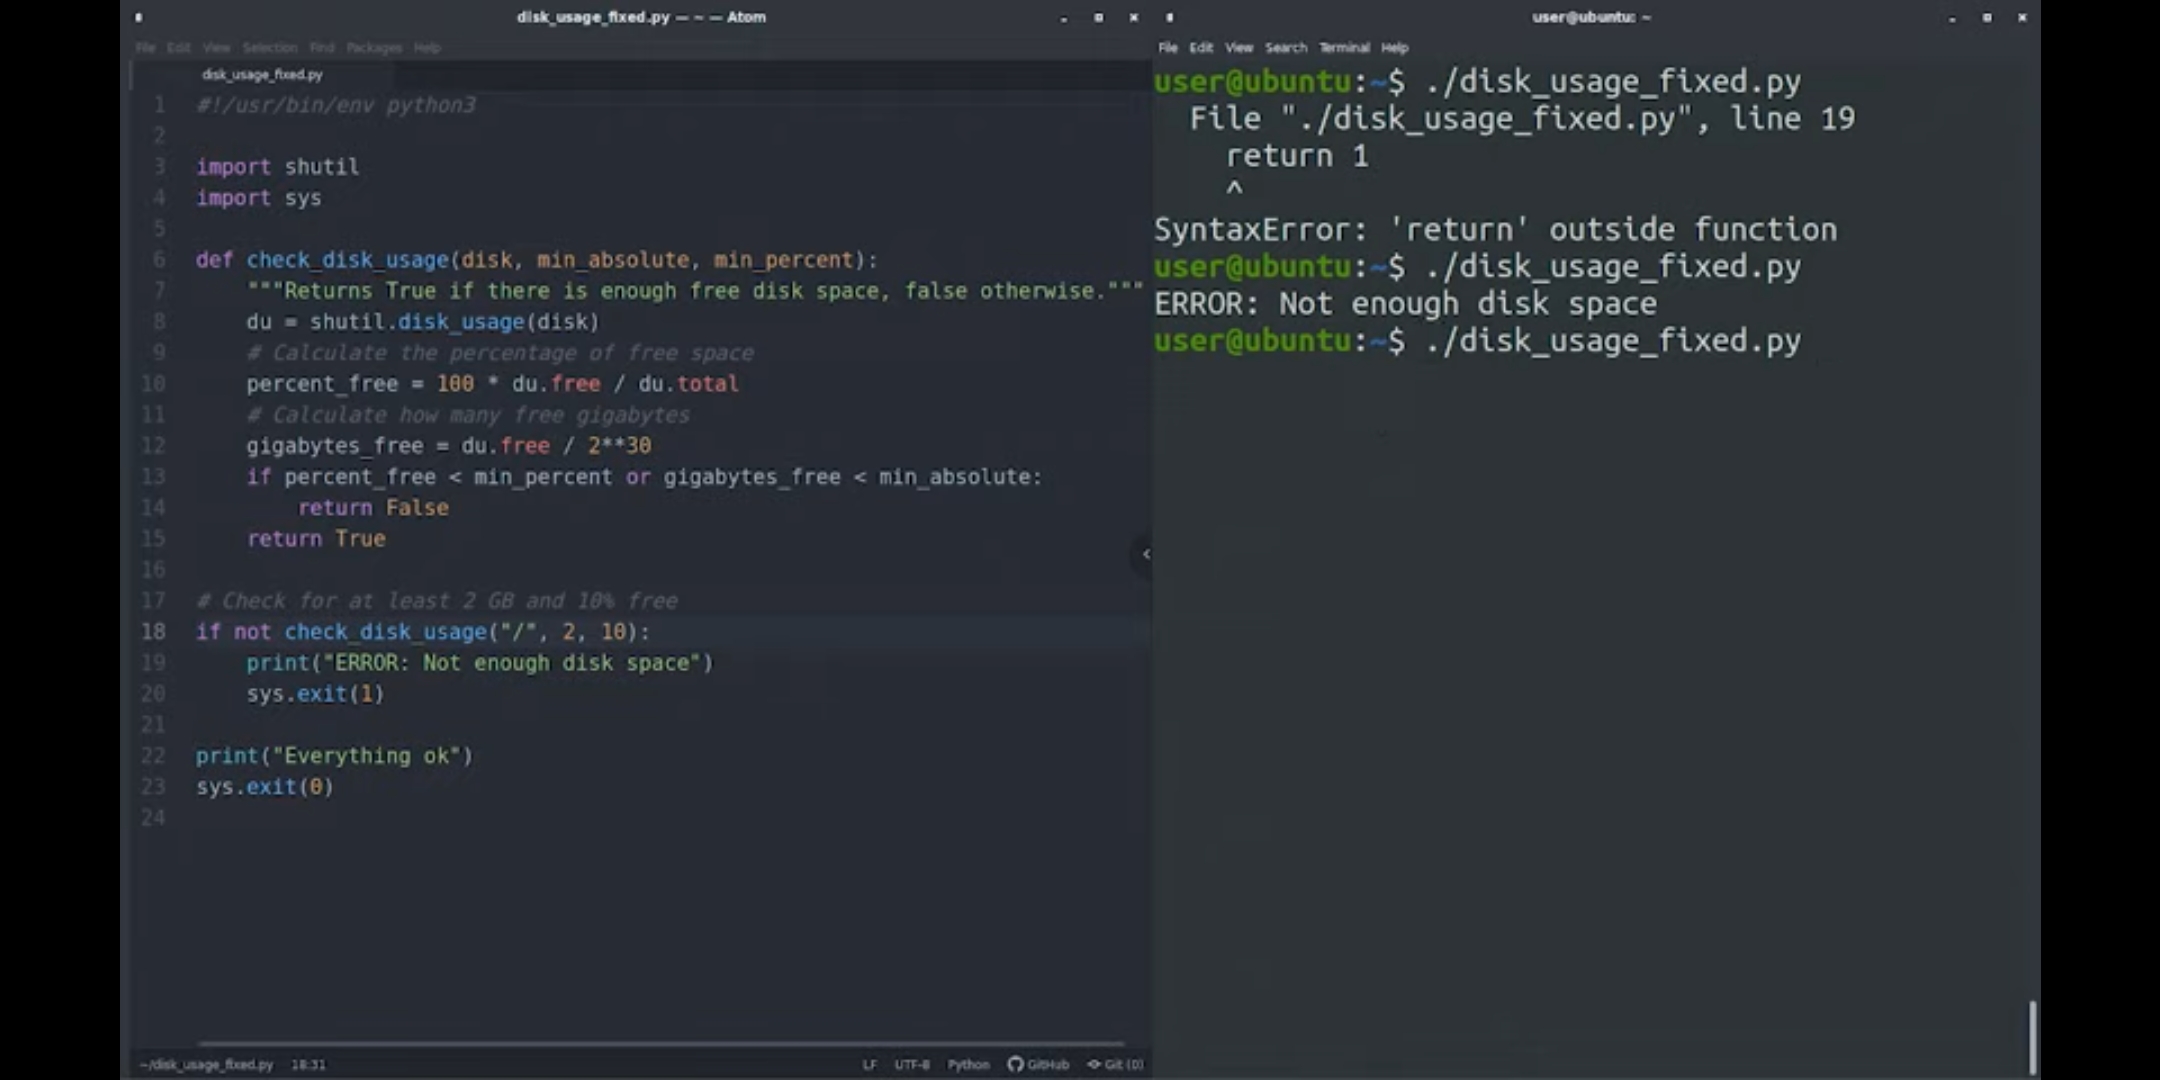 disk_usage_fixed.py — ~ — Atom
File Edit View Selection Find Packages Help
disk_usage_fixed.py
1 #!/usr/bin/env python3
2
3 import shutil
4 import sys
5
6 def check_disk_usage(disk, min_absolute, min_percent):
7 """Returns True if there is enough free disk space, false otherwise."""
8 du = shutil.disk_usage(disk)
9 # Calculate the percentage of free space
10 percent_free = 100 * du.free / du.total
11 # Calculate how many free gigabytes
12 gigabytes_free = du.free / 2**30
13 if percent_free < min_percent or gigabytes_free < min_absolute:
14 return False
15 return True
16
17 # Check for at least 2 GB and 10% free
18 if not check_disk_usage("/", 2, 10):
19 print("ERROR: Not enough disk space")
20 sys.exit(1)
21
22 print("Everything ok")
23 sys.exit(0)
24
~/disk_usage_fixed.py 18:31 LF UTF-8 Python GitHub Git (0)
user@ubuntu: ~
File Edit View Search Terminal Help
user@ubuntu:~$ ./disk_usage_fixed.py
File "./disk_usage_fixed.py", line 19
return 1
^
SyntaxError: 'return' outside function
user@ubuntu:~$ ./disk_usage_fixed.py
ERROR: Not enough disk space
user@ubuntu:~$ ./disk_usage_fixed.py